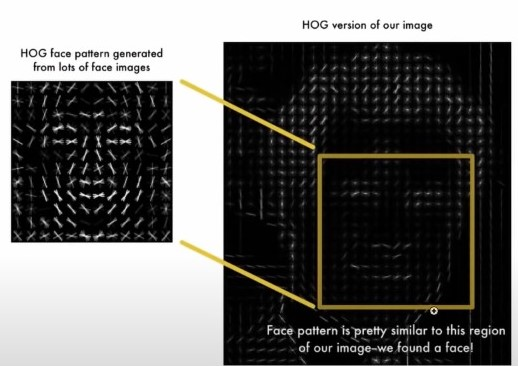 HOG version of our image
HOG face pattern generated
from lots of face images
Face pattern is pretty similar to this region
of our image–we found a face!